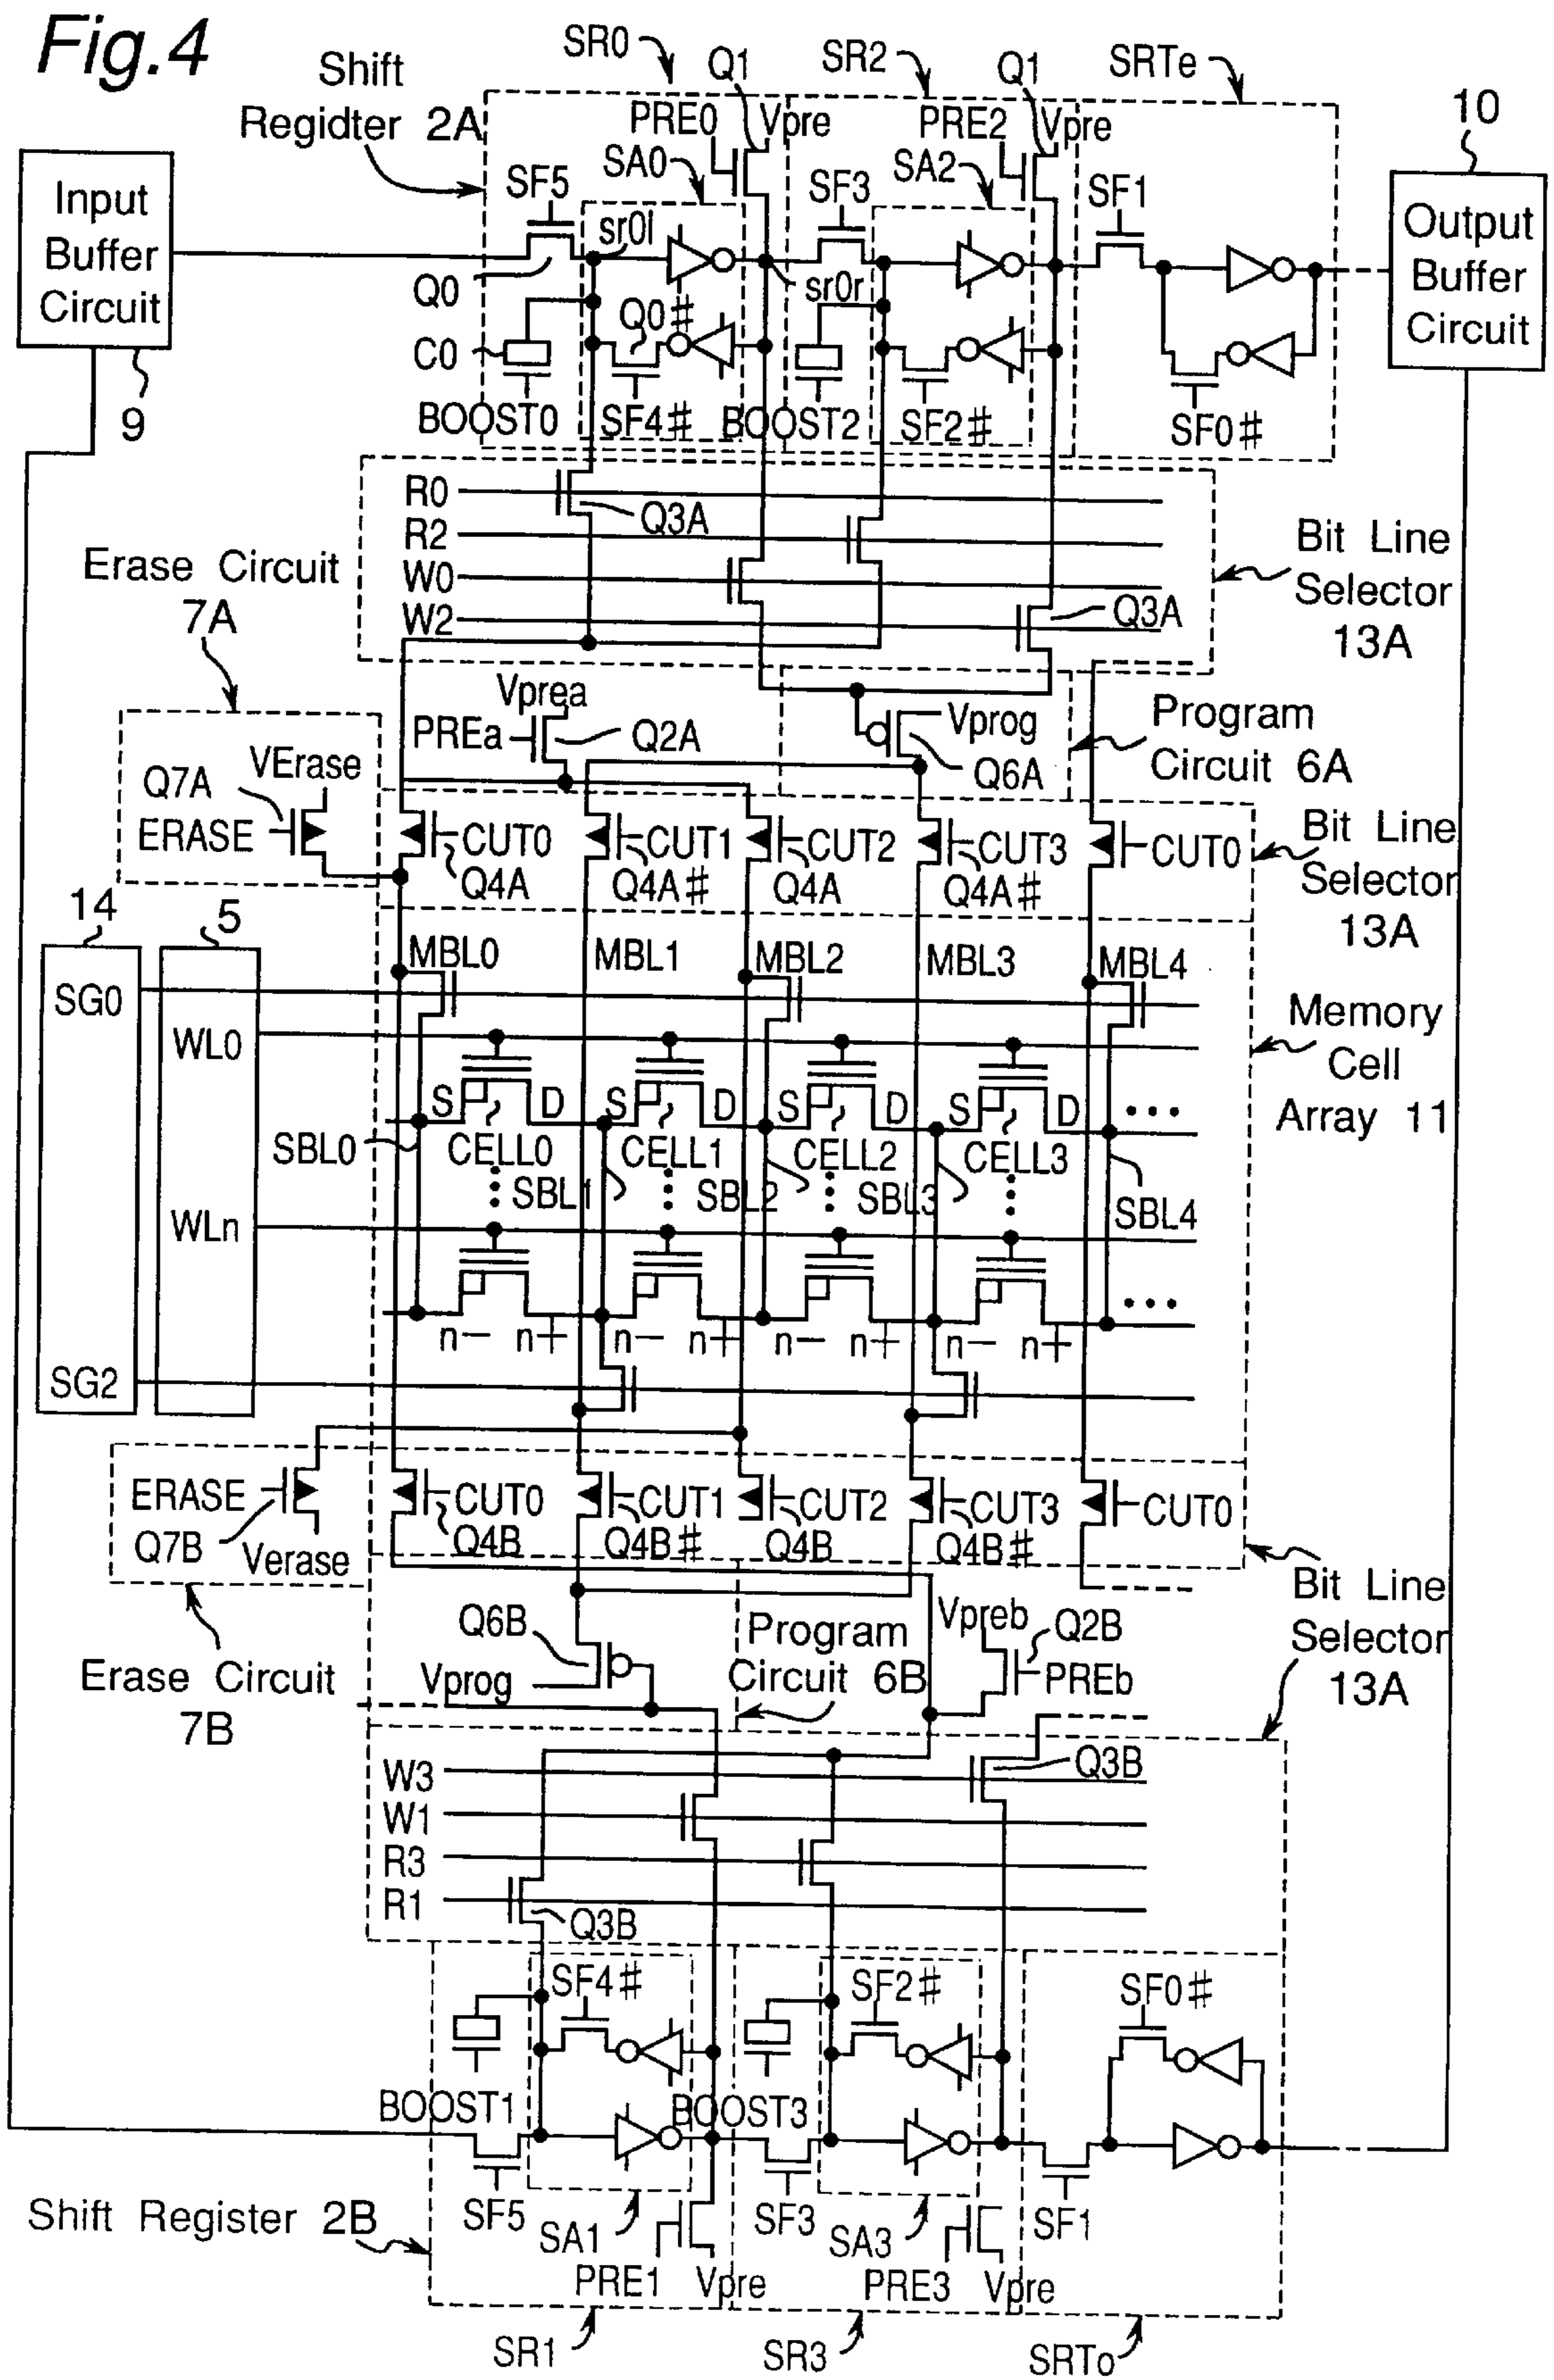 Fig.4
SR0
Q1
SR2
Q1
SRTe
Shift
Regidter 2A
PRE0
Vpre
PRE2
Vpre
10
SA0
SA2
Input
Buffer
Circuit
SF5
sr0l
SF3
SF1
Output
Buffer
Circuit
Q0
sr0r
Q0#
C0
9
BOOST0
SF4#
BOOST2
SF2#
SF0#
R0
Q3A
R2
W0
W2
Q3A
Bit Line
Selector
13A
Erase Circuit
7A
Vprea
PREa
Q2A
Vprog
Q6A
Program
Circuit 6A
VErase
Q7A
ERASE
CUT0
CUT1
CUT2
CUT3
CUT0
Q4A
Q4A#
Q4A
Q4A#
Bit Line
Selector
13A
14
5
MBL0
MBL1
MBL2
MBL3
MBL4
SG0
WL0
Memory
Cell
Array 11
S
D
S
D
S
D
S
D
SBL0
CELL0
CELL1
CELL2
CELL3
SBL1
SBL2
SBL3
SBL4
WLn
n−
n+
n−
n+
n−
n+
n−
n+
SG2
ERASE
Q7B
Verase
CUT0
CUT1
CUT2
CUT3
CUT0
Q4B
Q4B#
Q4B
Q4B#
Bit Line
Selector
13A
Erase Circuit
7B
Q6B
Vprog
Program
Circuit 6B
Vpreb
Q2B
PREb
W3
Q3B
W1
R3
R1
Q3B
SF4#
SF2#
SF0#
BOOST1
BOOST3
Shift Register 2B
SF5
SA1
SF3
SA3
SF1
PRE1
Vpre
PRE3
Vpre
SR1
SR3
SRTo